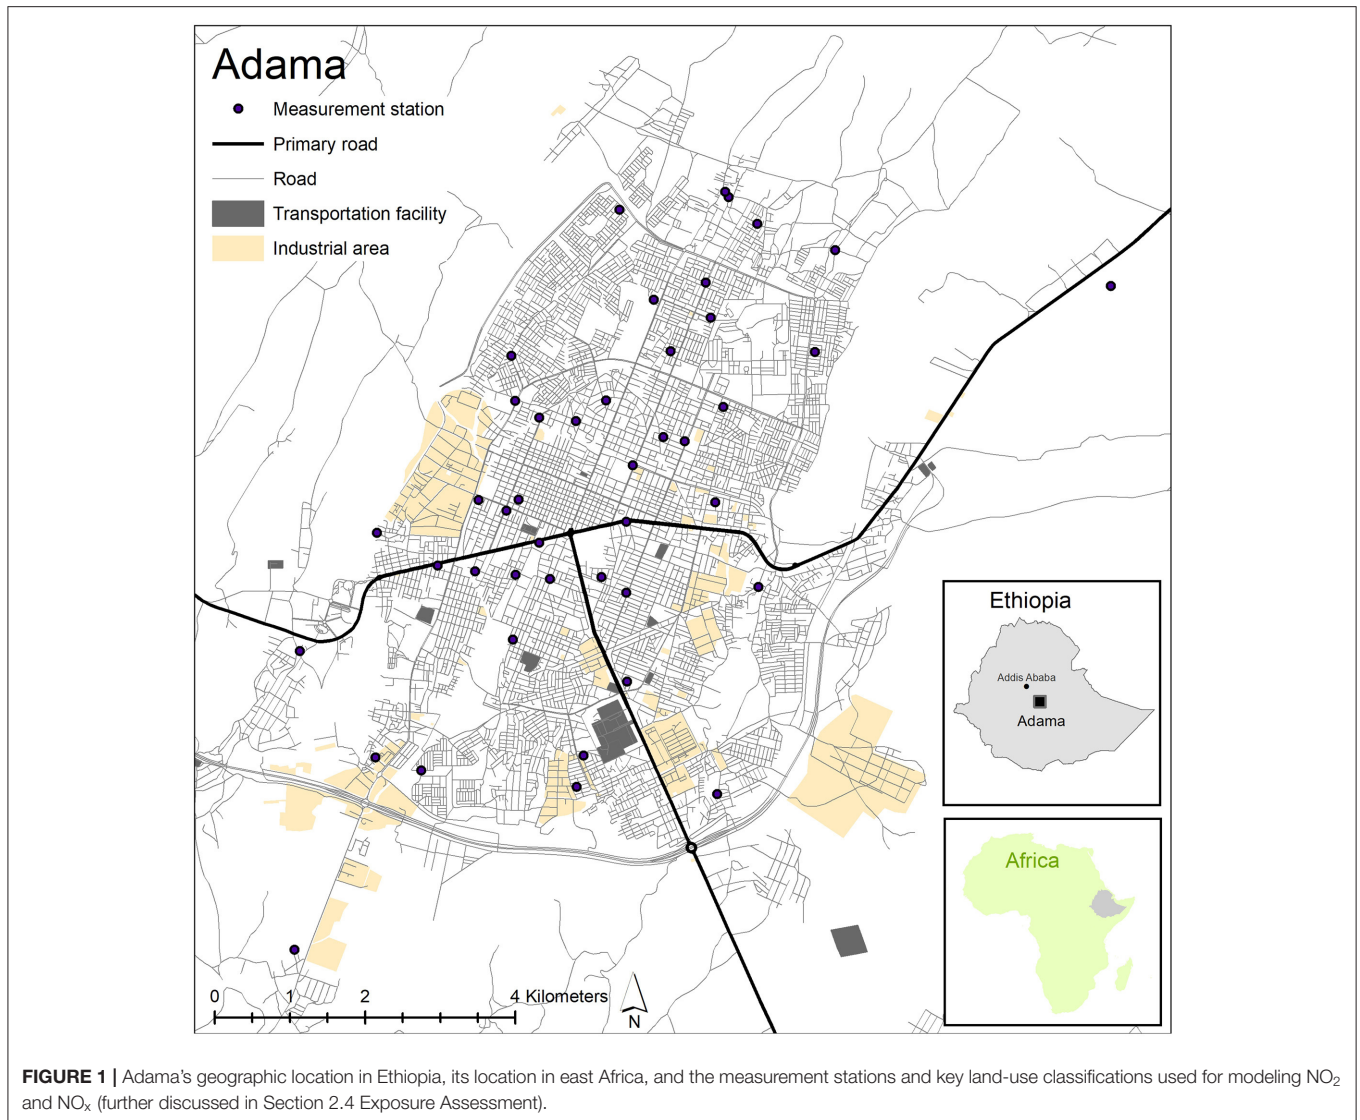 Adama
Measurement station
Primary road
Road
Transportation facility
Industrial area
Ethiopia
Addis Ababa
Adama
Africa
0 1 2 4 Kilometers
N
FIGURE 1 | Adama's geographic location in Ethiopia, its location in east Africa, and the measurement stations and key land-use classifications used for modeling NO₂
and NOₓ (further discussed in Section 2.4 Exposure Assessment).